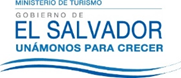 MINISTERIO DE TURISMO
GOBIERNO DE
EL SALVADOR
UNÁMONOS PARA CRECER